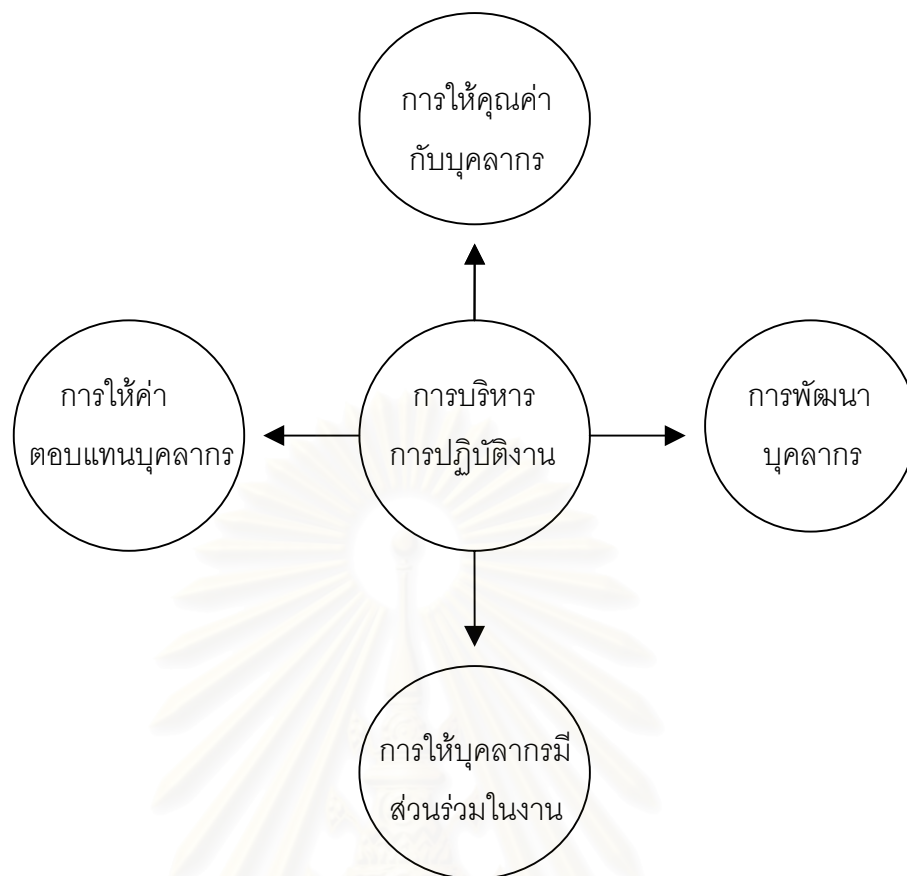 การให้คุณค่า
กับบุคลากร
การให้ค่า
ตอบแทนบุคลากร
การบริหาร
การปฏิบัติงาน
การพัฒนา
บุคลากร
การให้บุคลากรมี
ส่วนร่วมในงาน